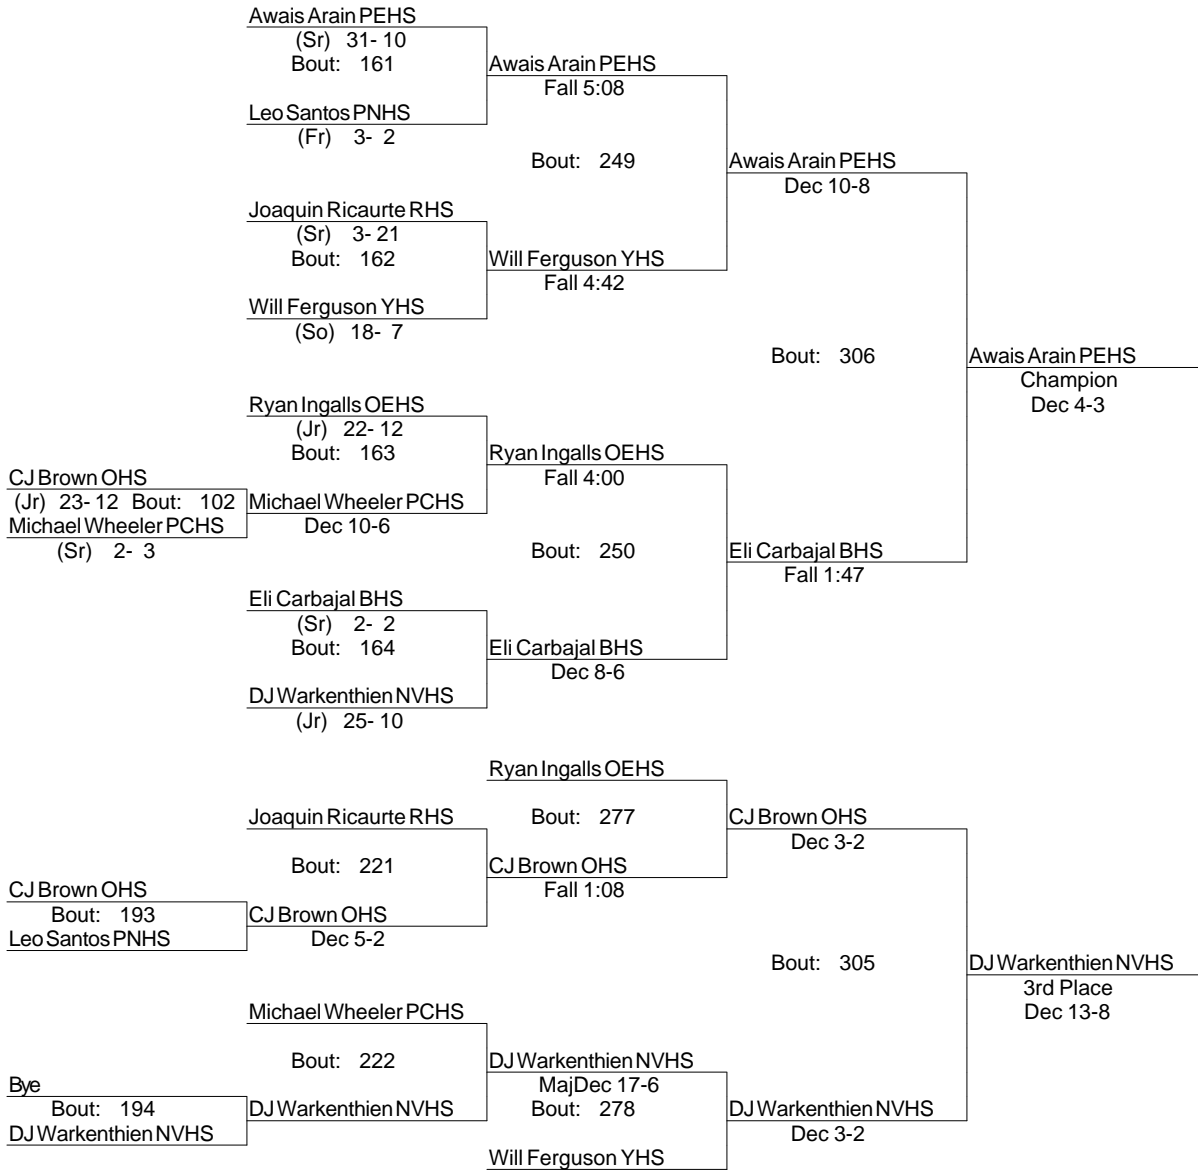 Awais Arain PEHS
(Sr) 31- 10
Bout: 161
Awais Arain PEHS
Fall 5:08
Leo Santos PNHS
(Fr) 3- 2
Bout: 249
Awais Arain PEHS
Dec 10-8
Joaquin Ricaurte RHS
(Sr) 3- 21
Bout: 162
Will Ferguson YHS
Fall 4:42
Will Ferguson YHS
(So) 18- 7
Bout: 306
Awais Arain PEHS
Champion
Dec 4-3
Ryan Ingalls OEHS
(Jr) 22- 12
Bout: 163
Ryan Ingalls OEHS
Fall 4:00
CJ Brown OHS
(Jr) 23- 12 Bout: 102
Michael Wheeler PCHS
Dec 10-6
Michael Wheeler PCHS
(Sr) 2- 3
Bout: 250
Eli Carbajal BHS
Fall 1:47
Eli Carbajal BHS
(Sr) 2- 2
Bout: 164
Eli Carbajal BHS
Dec 8-6
DJ Warkenthien NVHS
(Jr) 25- 10
Ryan Ingalls OEHS
Joaquin Ricaurte RHS
Bout: 277
CJ Brown OHS
Dec 3-2
Bout: 221
CJ Brown OHS
Fall 1:08
CJ Brown OHS
Bout: 193
CJ Brown OHS
Dec 5-2
Leo Santos PNHS
Bout: 305
DJ Warkenthien NVHS
3rd Place
Dec 13-8
Michael Wheeler PCHS
Bout: 222
DJ Warkenthien NVHS
MajDec 17-6
Bye
Bout: 194
DJ Warkenthien NVHS
Bout: 278
DJ Warkenthien NVHS
Dec 3-2
DJ Warkenthien NVHS
Will Ferguson YHS